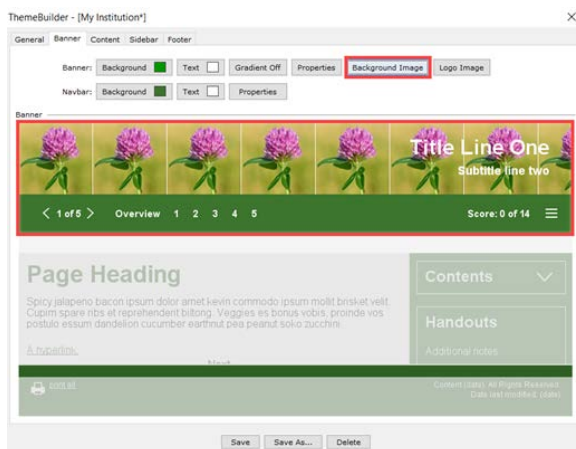 ThemeBuilder - [My Institution*]
General Banner Content Sidebar Footer
Banner: Background Text Gradient Off Properties Background Image Logo Image
Navbar: Background Text Properties
Banner
Title Line One
Subtitle line two
< 1 of 5 > Overview 1 2 3 4 5 Score: 0 of 14
Page Heading
Spicy jalapeno bacon ipsum dolor amet kevin commodo ipsum mollit brisket velit.
Cupim spare ribs et reprehenderit biltong. Veggies es bonus vobis, proinde vos
postulo essum dandelion cucumber earthnut pea peanut soko zucchini.
A hyperlink.
Contents
Handouts
Additional notes
print all
Content (date). All Rights Reserved.
Date last modified: (date).
Save Save As... Delete